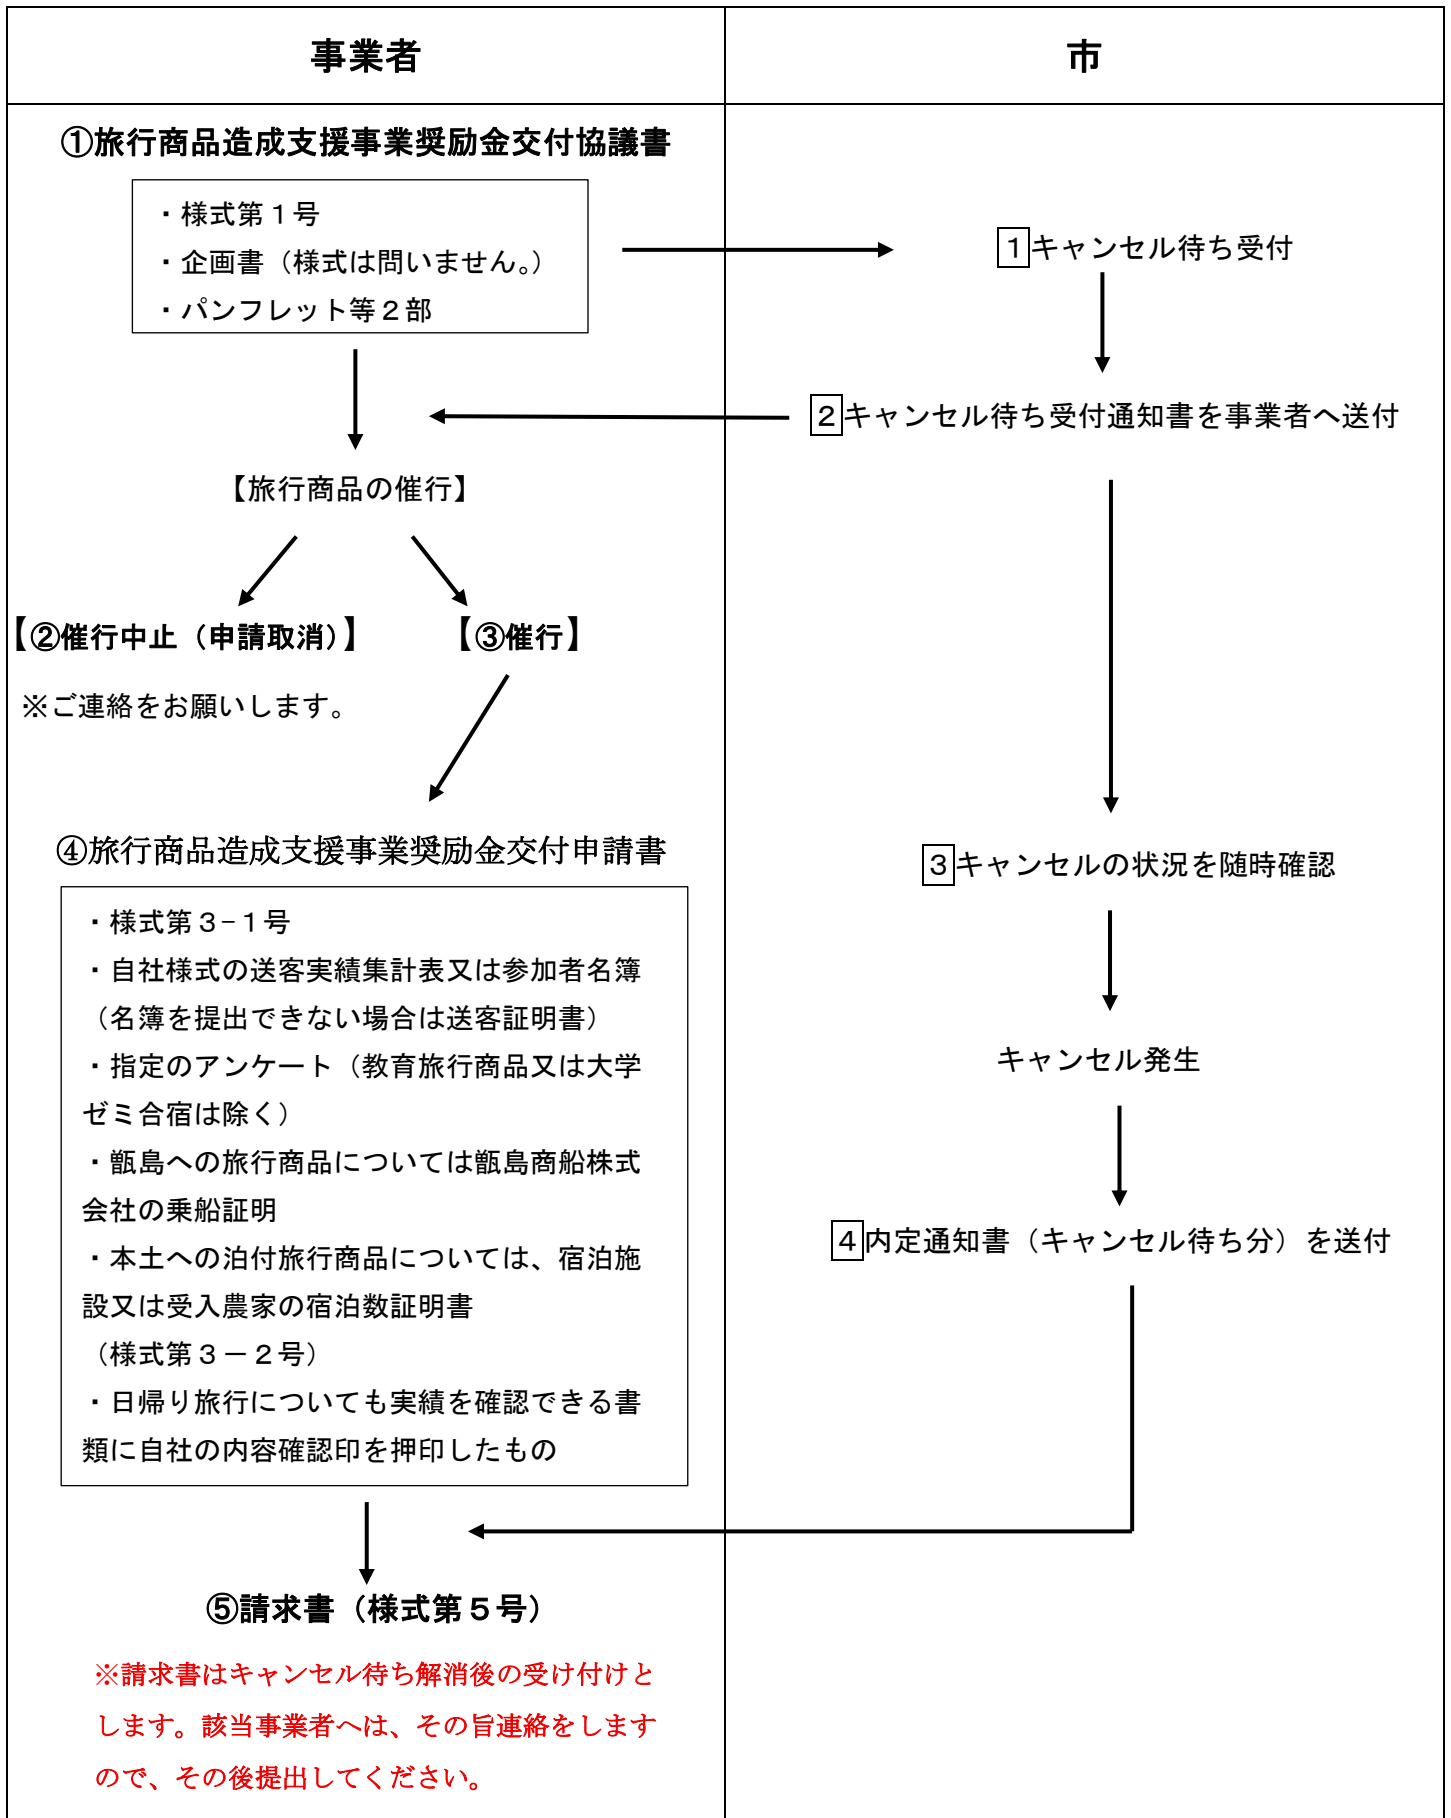 事業者
市
①旅行商品造成支援事業奨励金交付協議書
・様式第１号
・企画書（様式は問いません。）
・パンフレット等２部
1キャンセル待ち受付
2キャンセル待ち受付通知書を事業者へ送付
【旅行商品の催行】
【②催行中止（申請取消）】
【③催行】
※ご連絡をお願いします。
④旅行商品造成支援事業奨励金交付申請書
・様式第３−１号
・自社様式の送客実績集計表又は参加者名簿
（名簿を提出できない場合は送客証明書）
・指定のアンケート（教育旅行商品又は大学
ゼミ合宿は除く）
・甑島への旅行商品については甑島商船株式
会社の乗船証明
・本土への泊付旅行商品については、宿泊施
設又は受入農家の宿泊数証明書
（様式第３－２号）
・日帰り旅行についても実績を確認できる書
類に自社の内容確認印を押印したもの
3キャンセルの状況を随時確認
キャンセル発生
4内定通知書（キャンセル待ち分）を送付
⑤請求書（様式第５号）
※請求書はキャンセル待ち解消後の受け付けと
します。該当事業者へは、その旨連絡をします
ので、その後提出してください。